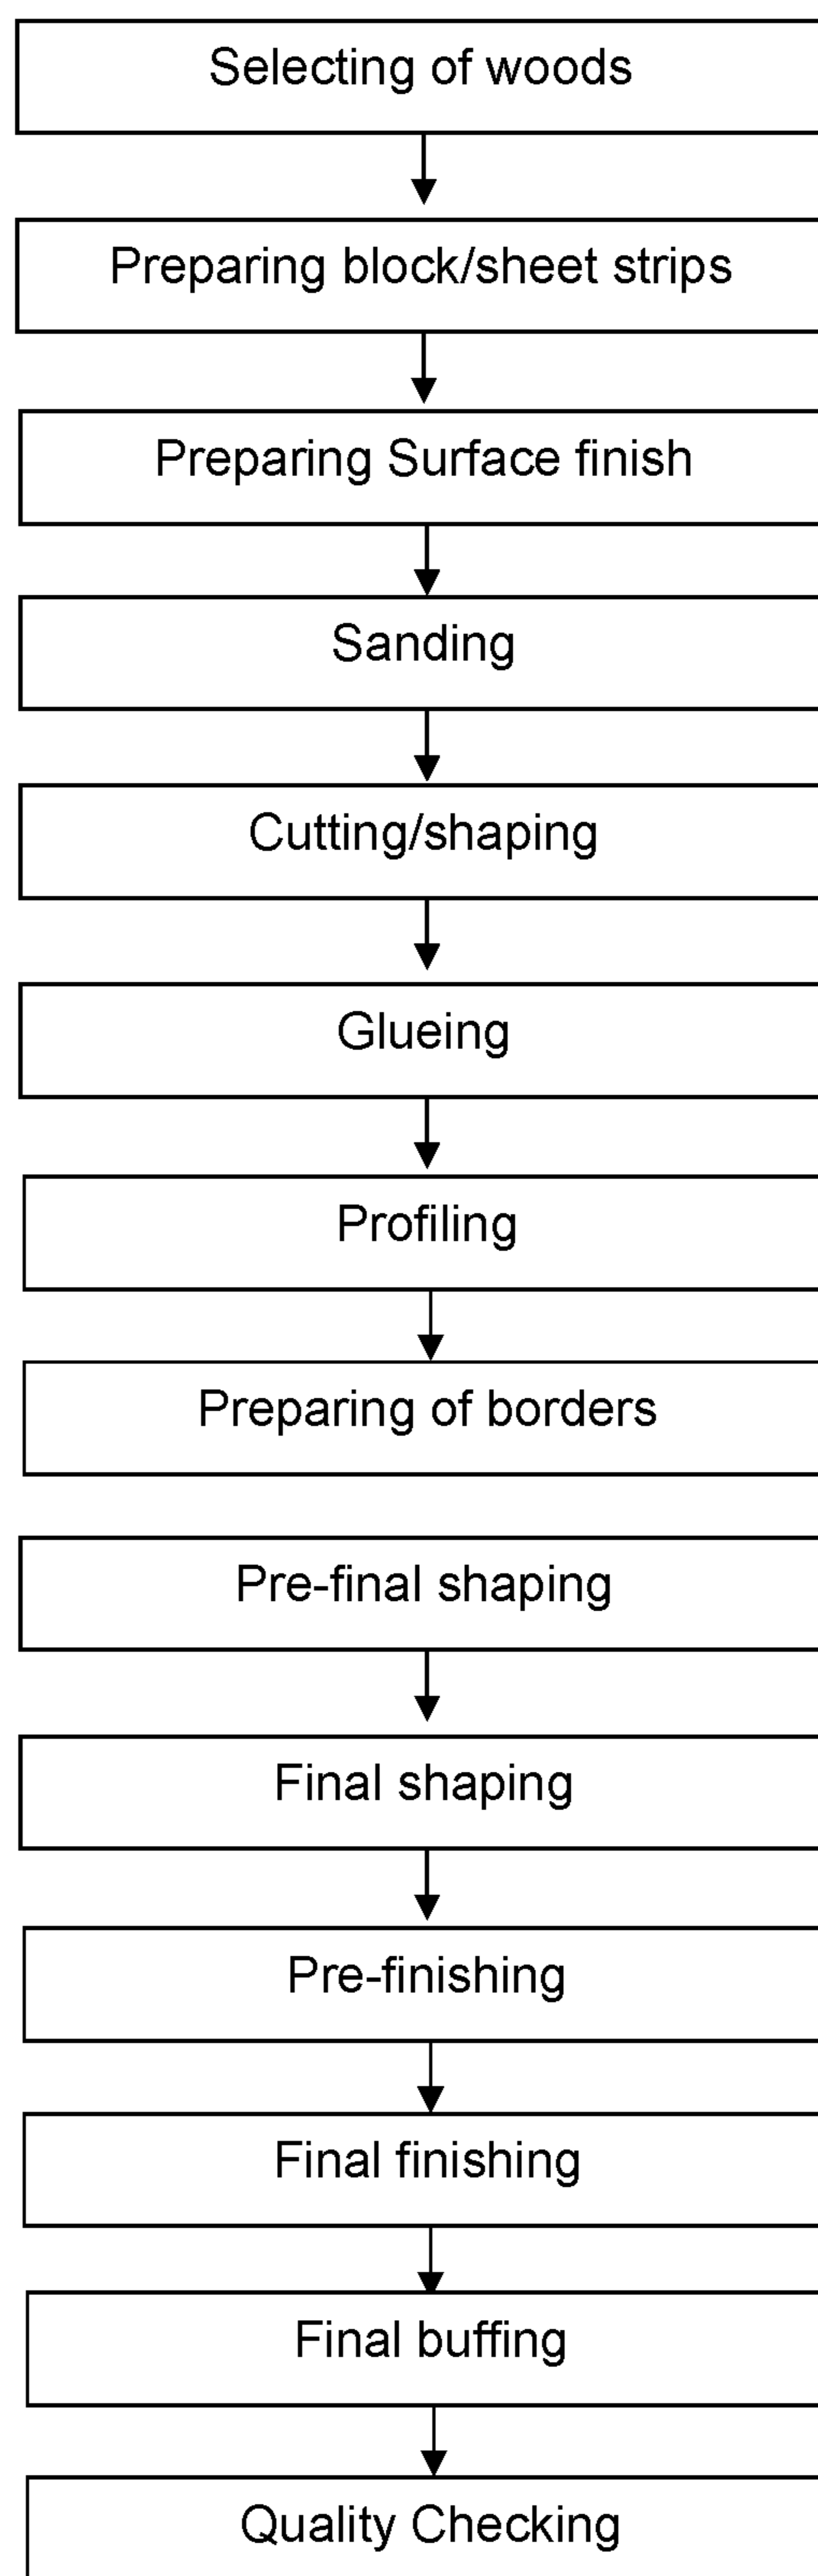 Selecting of woods
Preparing block/sheet strips
Preparing Surface finish
Sanding
Cutting/shaping
Glueing
Profiling
Preparing of borders
Pre-final shaping
Final shaping
Pre-finishing
Final finishing
Final buffing
Quality Checking